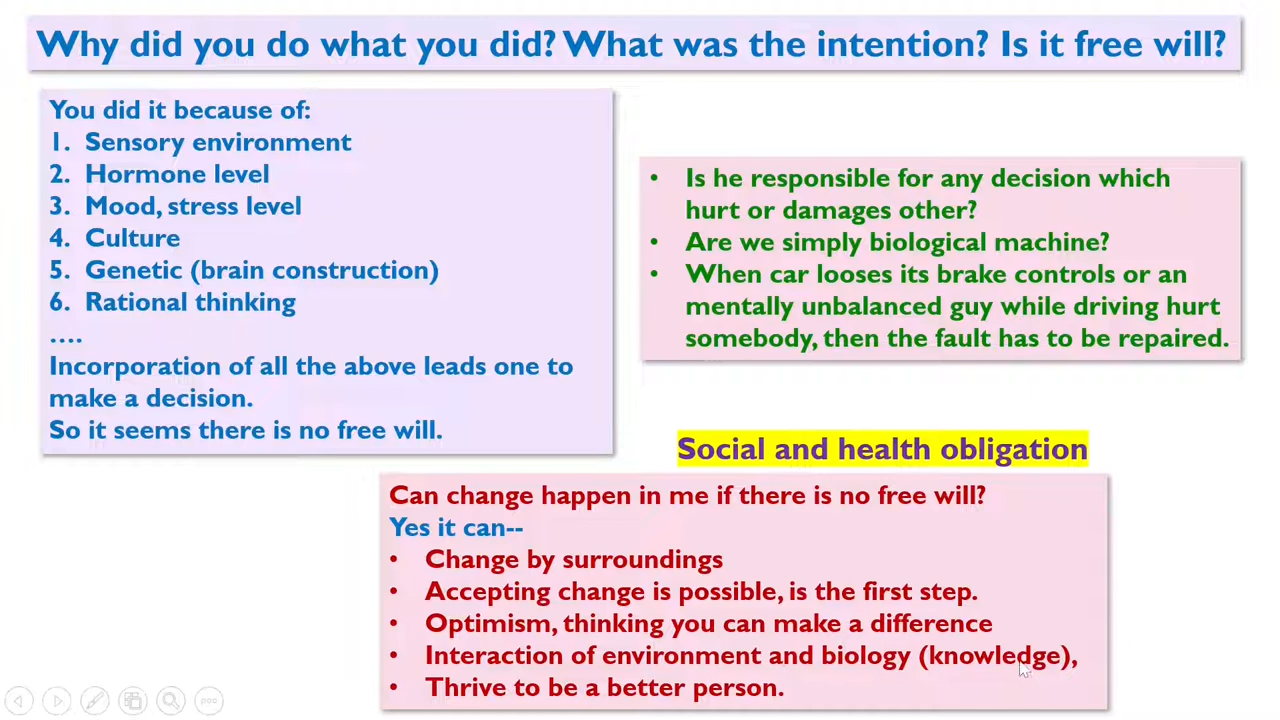 Why did you do what you did? What was the intention? Is it free will?
You did it because of:
1. Sensory environment
2. Hormone level
3. Mood, stress level
4. Culture
5. Genetic (brain construction)
6. Rational thinking
....
Incorporation of all the above leads one to
make a decision.
So it seems there is no free will.
• Is he responsible for any decision which
hurt or damages other?
• Are we simply biological machine?
• When car looses its brake controls or an
mentally unbalanced guy while driving hurt
somebody, then the fault has to be repaired.
Social and health obligation
Can change happen in me if there is no free will?
Yes it can--
• Change by surroundings
• Accepting change is possible, is the first step.
• Optimism, thinking you can make a difference
• Interaction of environment and biology (knowledge),
• Thrive to be a better person.